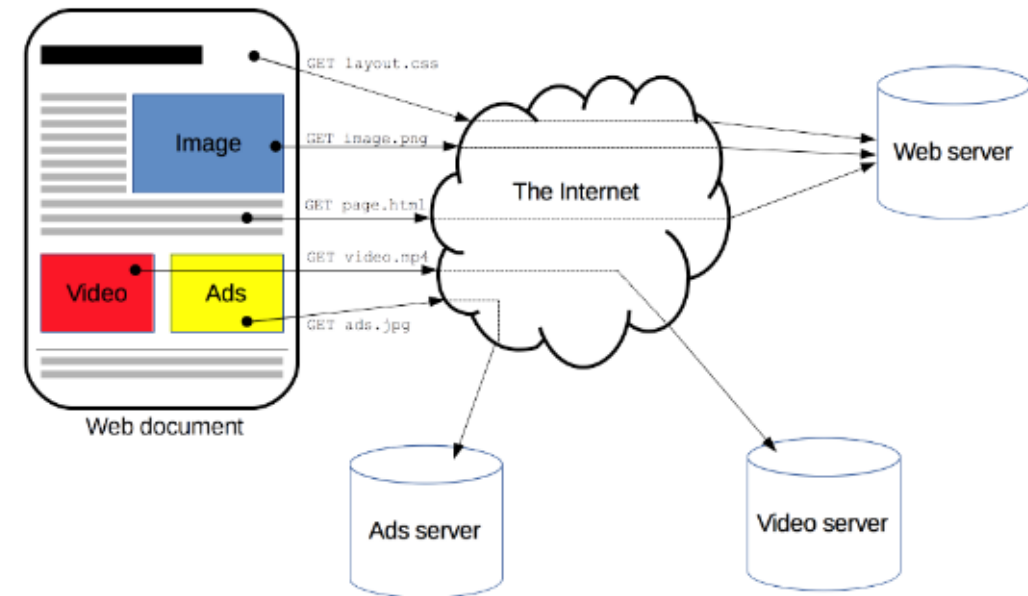 GET layout.css
Image
GET image.png
Web server
The Internet
GET page.html
GET video.mp4
Video
Ads
GET ads.jpg
Web document
Ads server
Video server